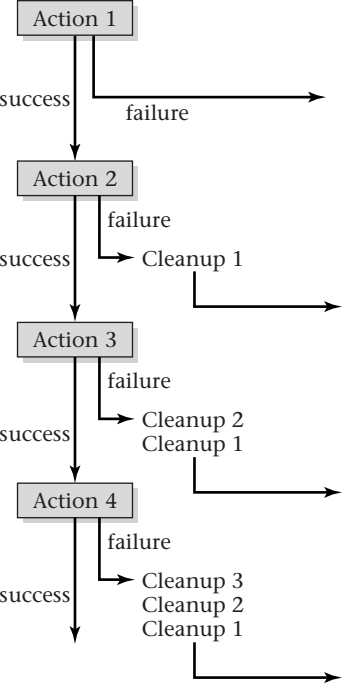 Action 1
success
failure
Action 2
failure
success
Cleanup 1
Action 3
failure
Cleanup 2
success
Cleanup 1
Action 4
failure
Cleanup 3
success
Cleanup 2
Cleanup 1